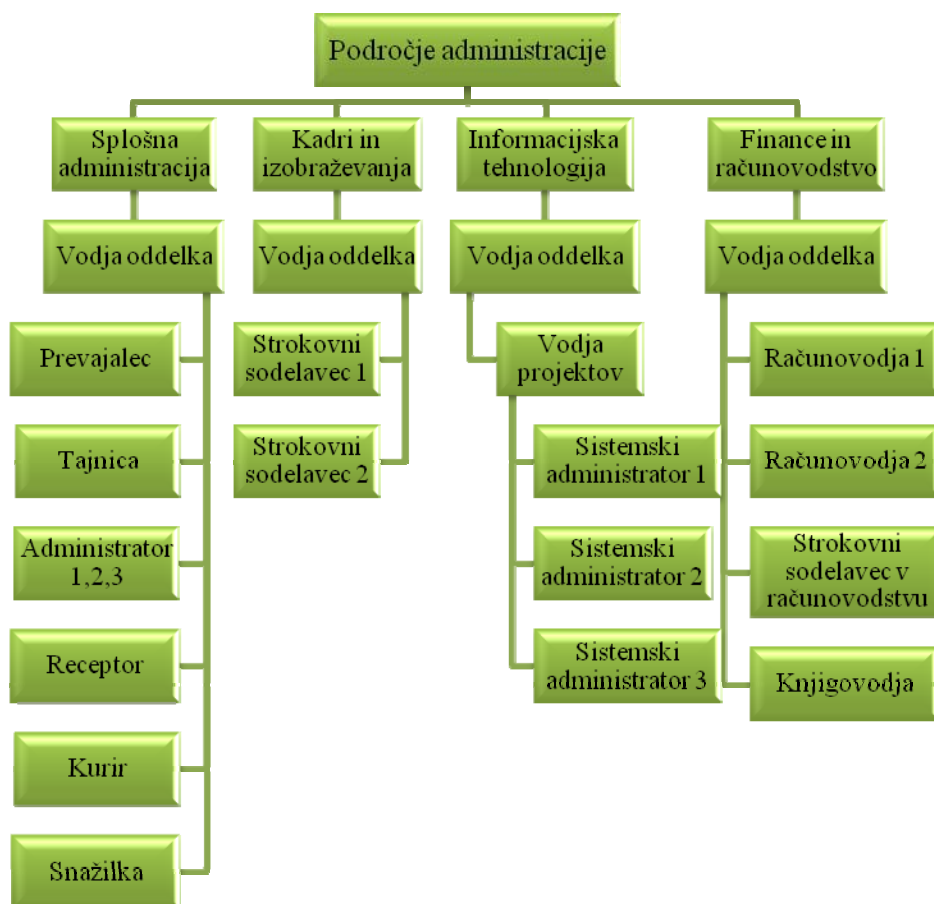 Področje administracije
Splošna
administracija
Kadri in
izobraževanja
Informacijska
tehnologija
Finance in
računovodstvo
Vodja oddelka
Vodja oddelka
Vodja oddelka
Vodja oddelka
Prevajalec
Tajnica
Administrator
1,2,3
Receptor
Kurir
Snažilka
Strokovni
sodelavec 1
Strokovni
sodelavec 2
Vodja
projektov
Sistemski
administrator 1
Sistemski
administrator 2
Sistemski
administrator 3
Računovodja 1
Računovodja 2
Strokovni
sodelavec v
računovodstvu
Knjigovodja